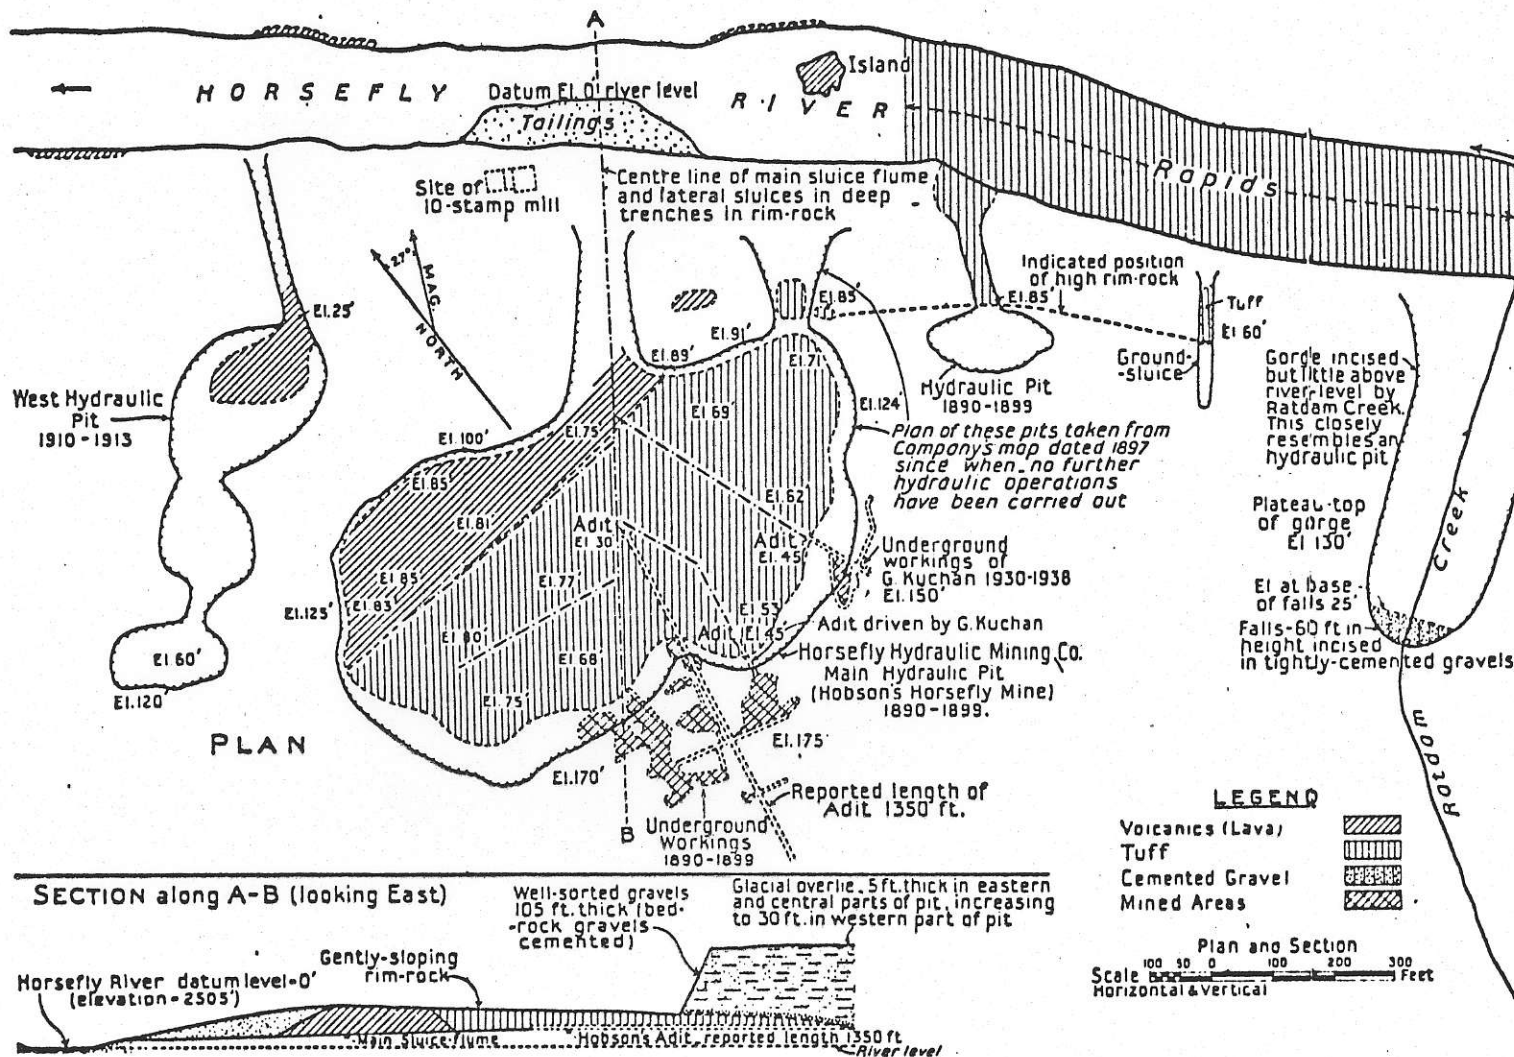 A
HORSEFLY
RIVER
Island
Datum El. 0' river level
Tailings
Rapids
Site of
10-stamp mill
Centre line of main sluice flume
and lateral sluices in deep
trenches in rim-rock
27°
MAG.
NORTH
Indicated position
of high rim-rock
El.85'
El.85'
Tuff
El 60'
Ground-
-sluice
El.25'
West Hydraulic
Pit
1910-1913
El.60'
El.120'
El.91'
El.89'
El.71'
El.69'
El.75'
El.100'
El.85'
El.81'
El.85'
El.83'
El.125'
El.124'
Hydraulic Pit
1890-1899
Plan of these pits taken from
Company's map dated 1897
since when no further
hydraulic operations
have been carried out
Gorge incised
but little above
river-level by
Ratdam Creek.
This closely
resembles an
hydraulic pit
Plateau-top
of gorge
El 130'
El at base
of falls 25'
Falls-60 ft in
height incised
in tightly-cemented gravels
Creek
Ratdam
El.62'
Adit
El.45'
Adit
El 30'
El.77'
El.80'
El.68'
El.75'
El.53'
Adit El 45'
Underground
workings of
G. Kuchan 1930-1938
El.150'
Adit driven by G. Kuchan
Horsefly Hydraulic Mining Co.
Main Hydraulic Pit
(Hobson's Horsefly Mine)
1890-1899.
El.175'
El.170'
Reported length of
Adit 1350 ft.
B
Underground
Workings
1890-1899
PLAN
LEGEND
Volcanics (Lava)
Tuff
Cemented Gravel
Mined Areas
Plan and Section
Scale 100 50 0 100 200 300 Feet
Horizontal & Vertical
SECTION along A-B (looking East)
Well-sorted gravels
105 ft. thick (bed-
-rock gravels
cemented)
Glacial overlie. 5 ft. thick in eastern
and central parts of pit, increasing
to 30 ft. in western part of pit
Gently-sloping
rim-rock
Horsefly River datum level=0'
(elevation=2505')
Main Sluice-flume
Hobson's Adit, reported length 1350 ft
River level